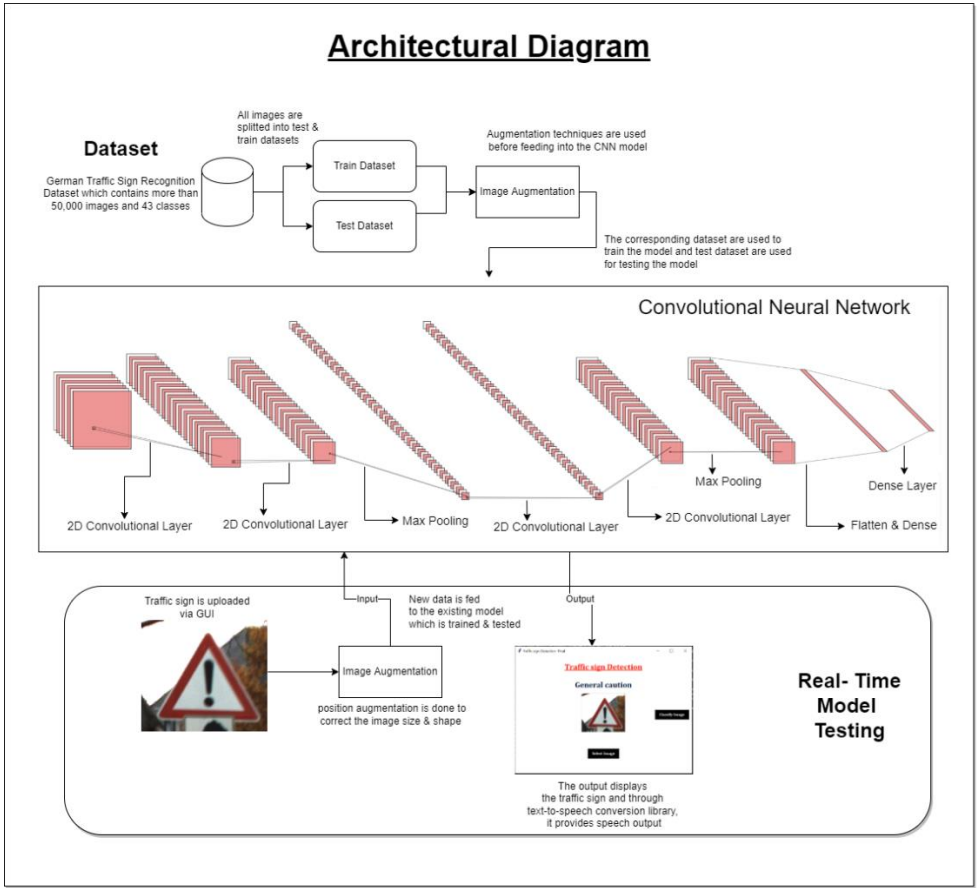 Architectural Diagram
All images are
splitted into test &
train datasets
Dataset
German Traffic Sign Recognition
Dataset which contains more than
50,000 images and 43 classes
Train Dataset
Test Dataset
Augmentation techniques are used
before feeding into the CNN model
Image Augmentation
The corresponding dataset are used to
train the model and test dataset are used
for testing the model
Convolutional Neural Network
2D Convolutional Layer
2D Convolutional Layer
Max Pooling
2D Convolutional Layer
2D Convolutional Layer
Max Pooling
Flatten & Dense
Dense Layer
Traffic sign is uploaded
via GUI
Input
New data is fed
to the existing model
which is trained & tested
Output
Image Augmentation
position augmentation is done to
correct the image size & shape
Traffic sign Detection
General caution
Classify Image
Select Image
The output displays
the traffic sign and through
text-to-speech conversion library,
it provides speech output
Real- Time
Model
Testing